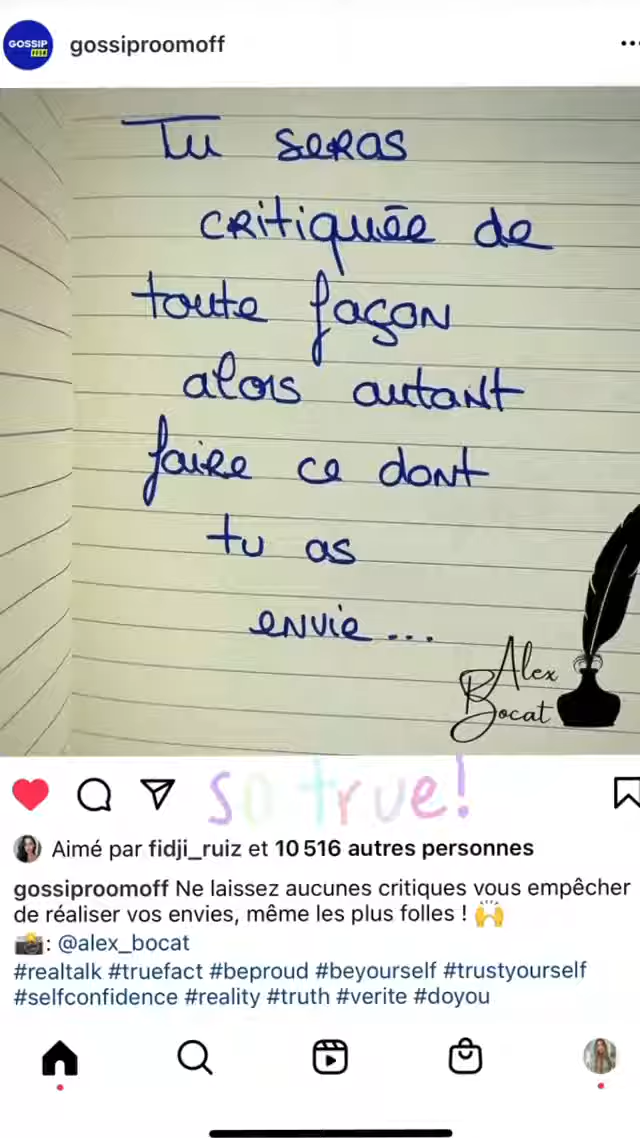 GOSSIP
ROOM
gossiproomoff
Tu seras
critiquée de
toute façon
alors autant
faire ce dont
tu as
envie...
Alex
Bocat
so true!
Aimé par fidji_ruiz et 10 516 autres personnes
gossiproomoff Ne laissez aucunes critiques vous empêcher
de réaliser vos envies, même les plus folles ! 🙌
📸: @alex_bocat
#realtalk #truefact #beproud #beyourself #trustyourself
#selfconfidence #reality #truth #verite #doyou